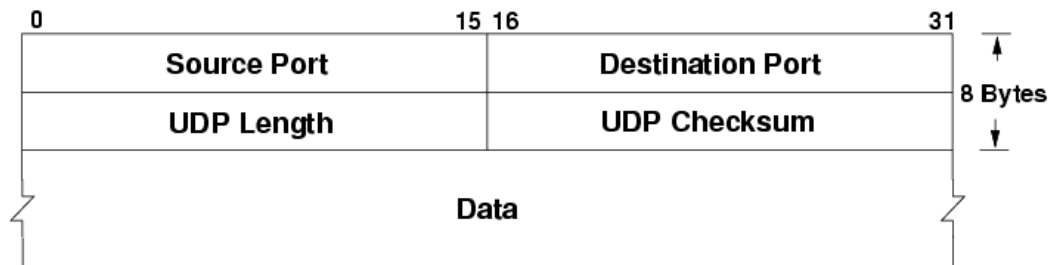 0 15 16 31
Source Port Destination Port
8 Bytes
UDP Length UDP Checksum
Data